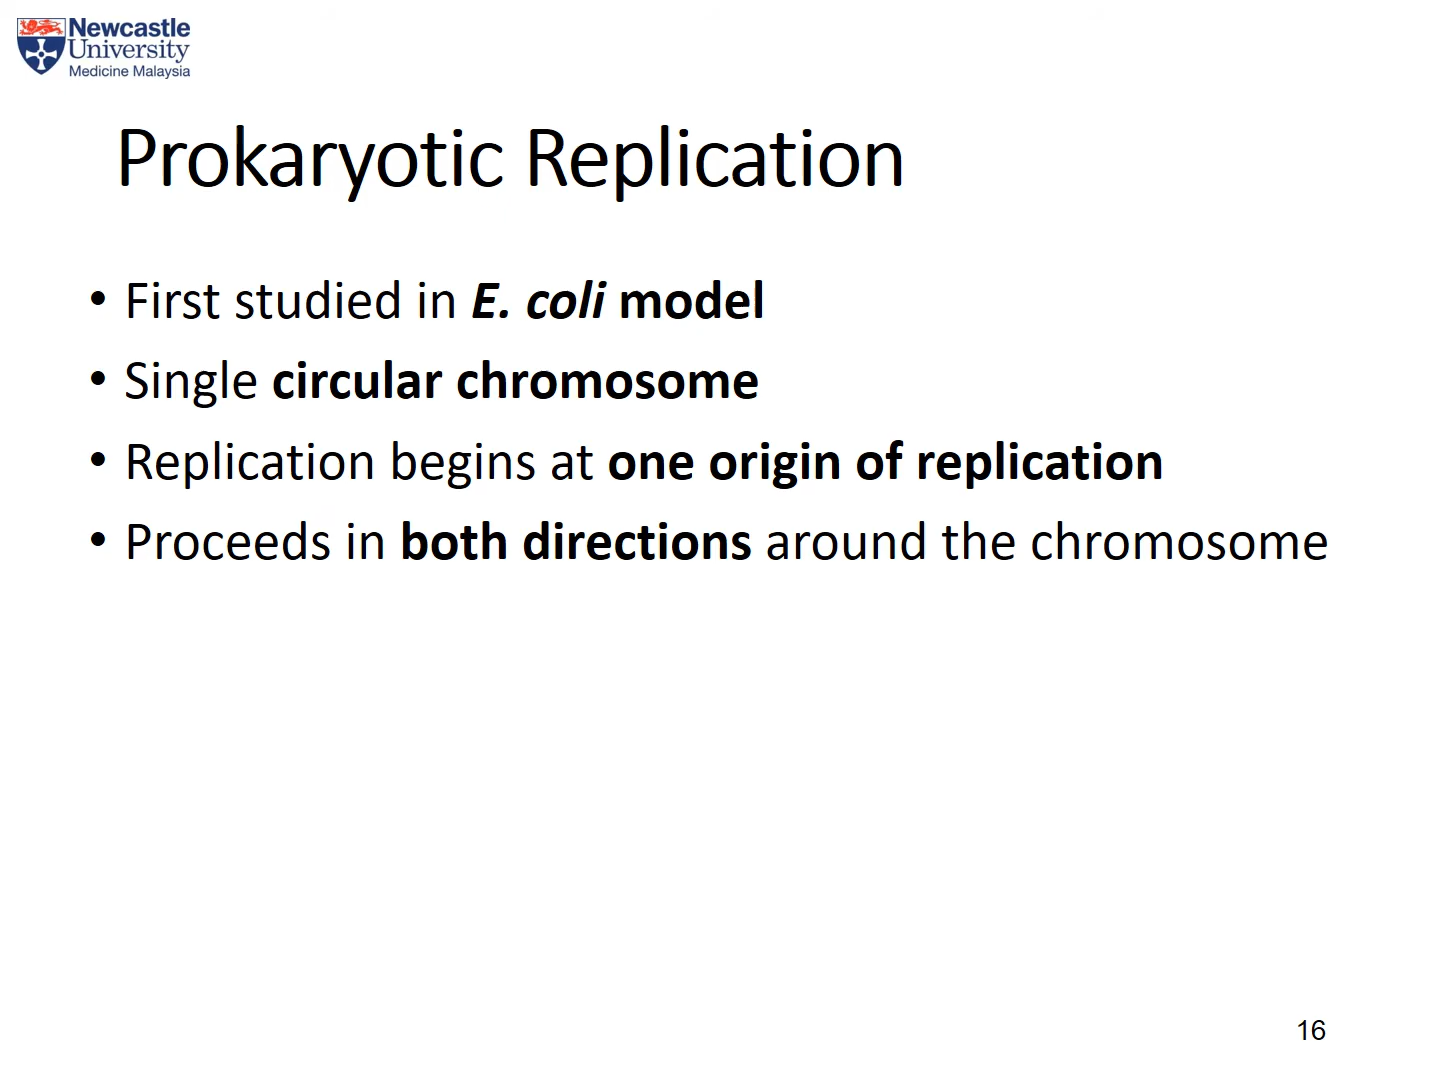 Newcastle
University
Medicine Malaysia
Prokaryotic Replication
• First studied in E. coli model
• Single circular chromosome
• Replication begins at one origin of replication
• Proceeds in both directions around the chromosome
16